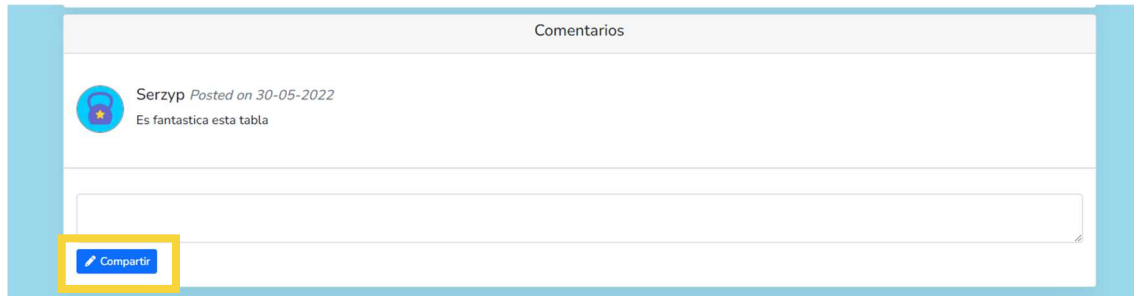 Comentarios
Serzyp Posted on 30-05-2022
Es fantastica esta tabla
Compartir